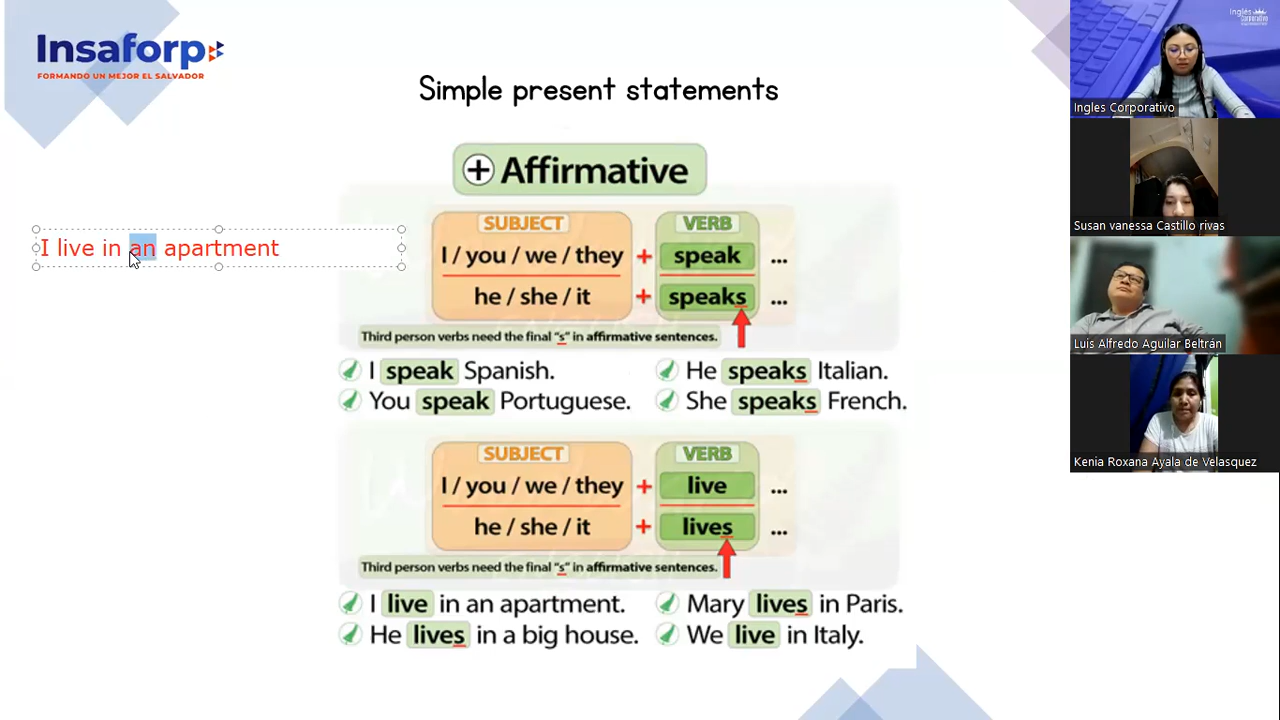 Insaforp
FORMANDO UN MEJOR EL SALVADOR
Simple present statements
+ Affirmative
I live in an apartment
SUBJECT VERB
I / you / we / they + speak ...
he / she / it + speaks ...
Third person verbs need the final "s" in affirmative sentences.
I speak Spanish.
He speaks Italian.
You speak Portuguese.
She speaks French.
SUBJECT VERB
I / you / we / they + live ...
he / she / it + lives ...
Third person verbs need the final "s" in affirmative sentences.
I live in an apartment.
Mary lives in Paris.
He lives in a big house.
We live in Italy.
Inglés
Corporativo
Ingles Corporativo
Susan vanessa Castillo rivas
Luis Alfredo Aguilar Beltrán
Kenia Roxana Ayala de Velasquez